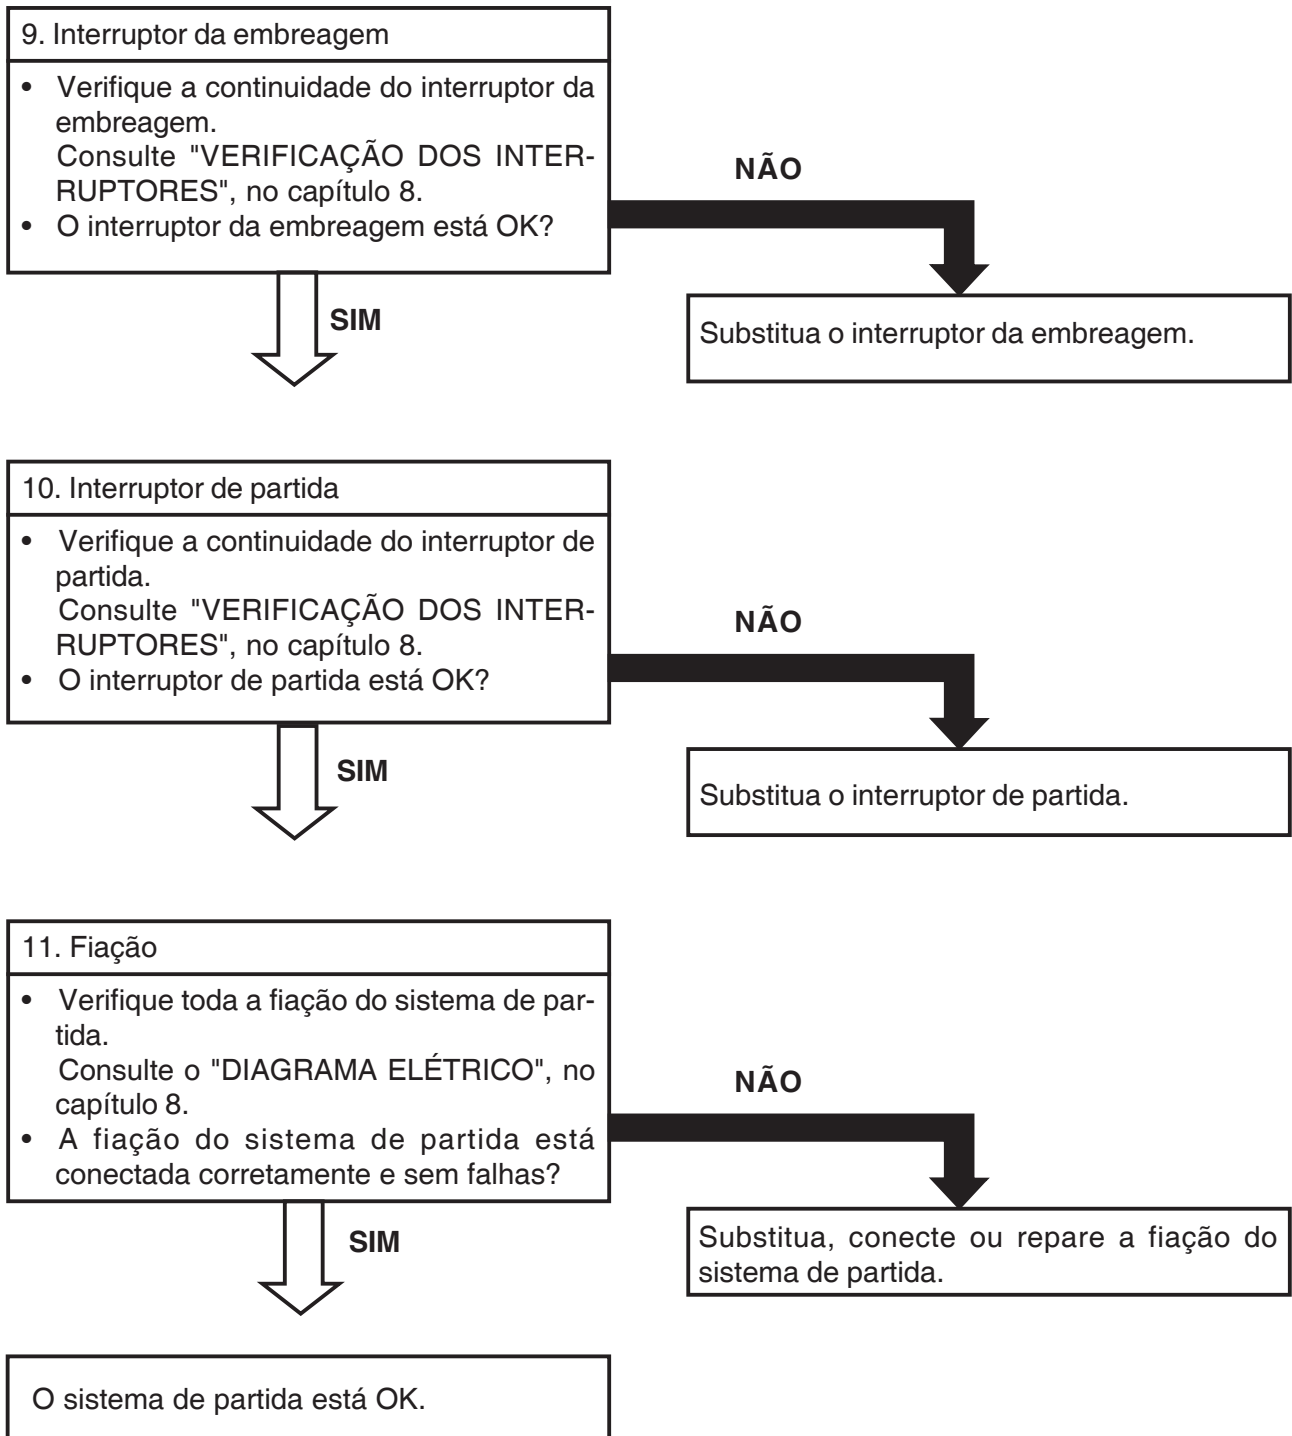 9. Interruptor da embreagem
• Verifique a continuidade do interruptor da
embreagem.
Consulte "VERIFICAÇÃO DOS INTER-
RUPTORES", no capítulo 8.
• O interruptor da embreagem está OK?
NÃO
SIM
Substitua o interruptor da embreagem.
10. Interruptor de partida
• Verifique a continuidade do interruptor de
partida.
Consulte "VERIFICAÇÃO DOS INTER-
RUPTORES", no capítulo 8.
• O interruptor de partida está OK?
NÃO
SIM
Substitua o interruptor de partida.
11. Fiação
• Verifique toda a fiação do sistema de par-
tida.
Consulte o "DIAGRAMA ELÉTRICO", no
capítulo 8.
• A fiação do sistema de partida está
conectada corretamente e sem falhas?
NÃO
SIM
Substitua, conecte ou repare a fiação do
sistema de partida.
O sistema de partida está OK.